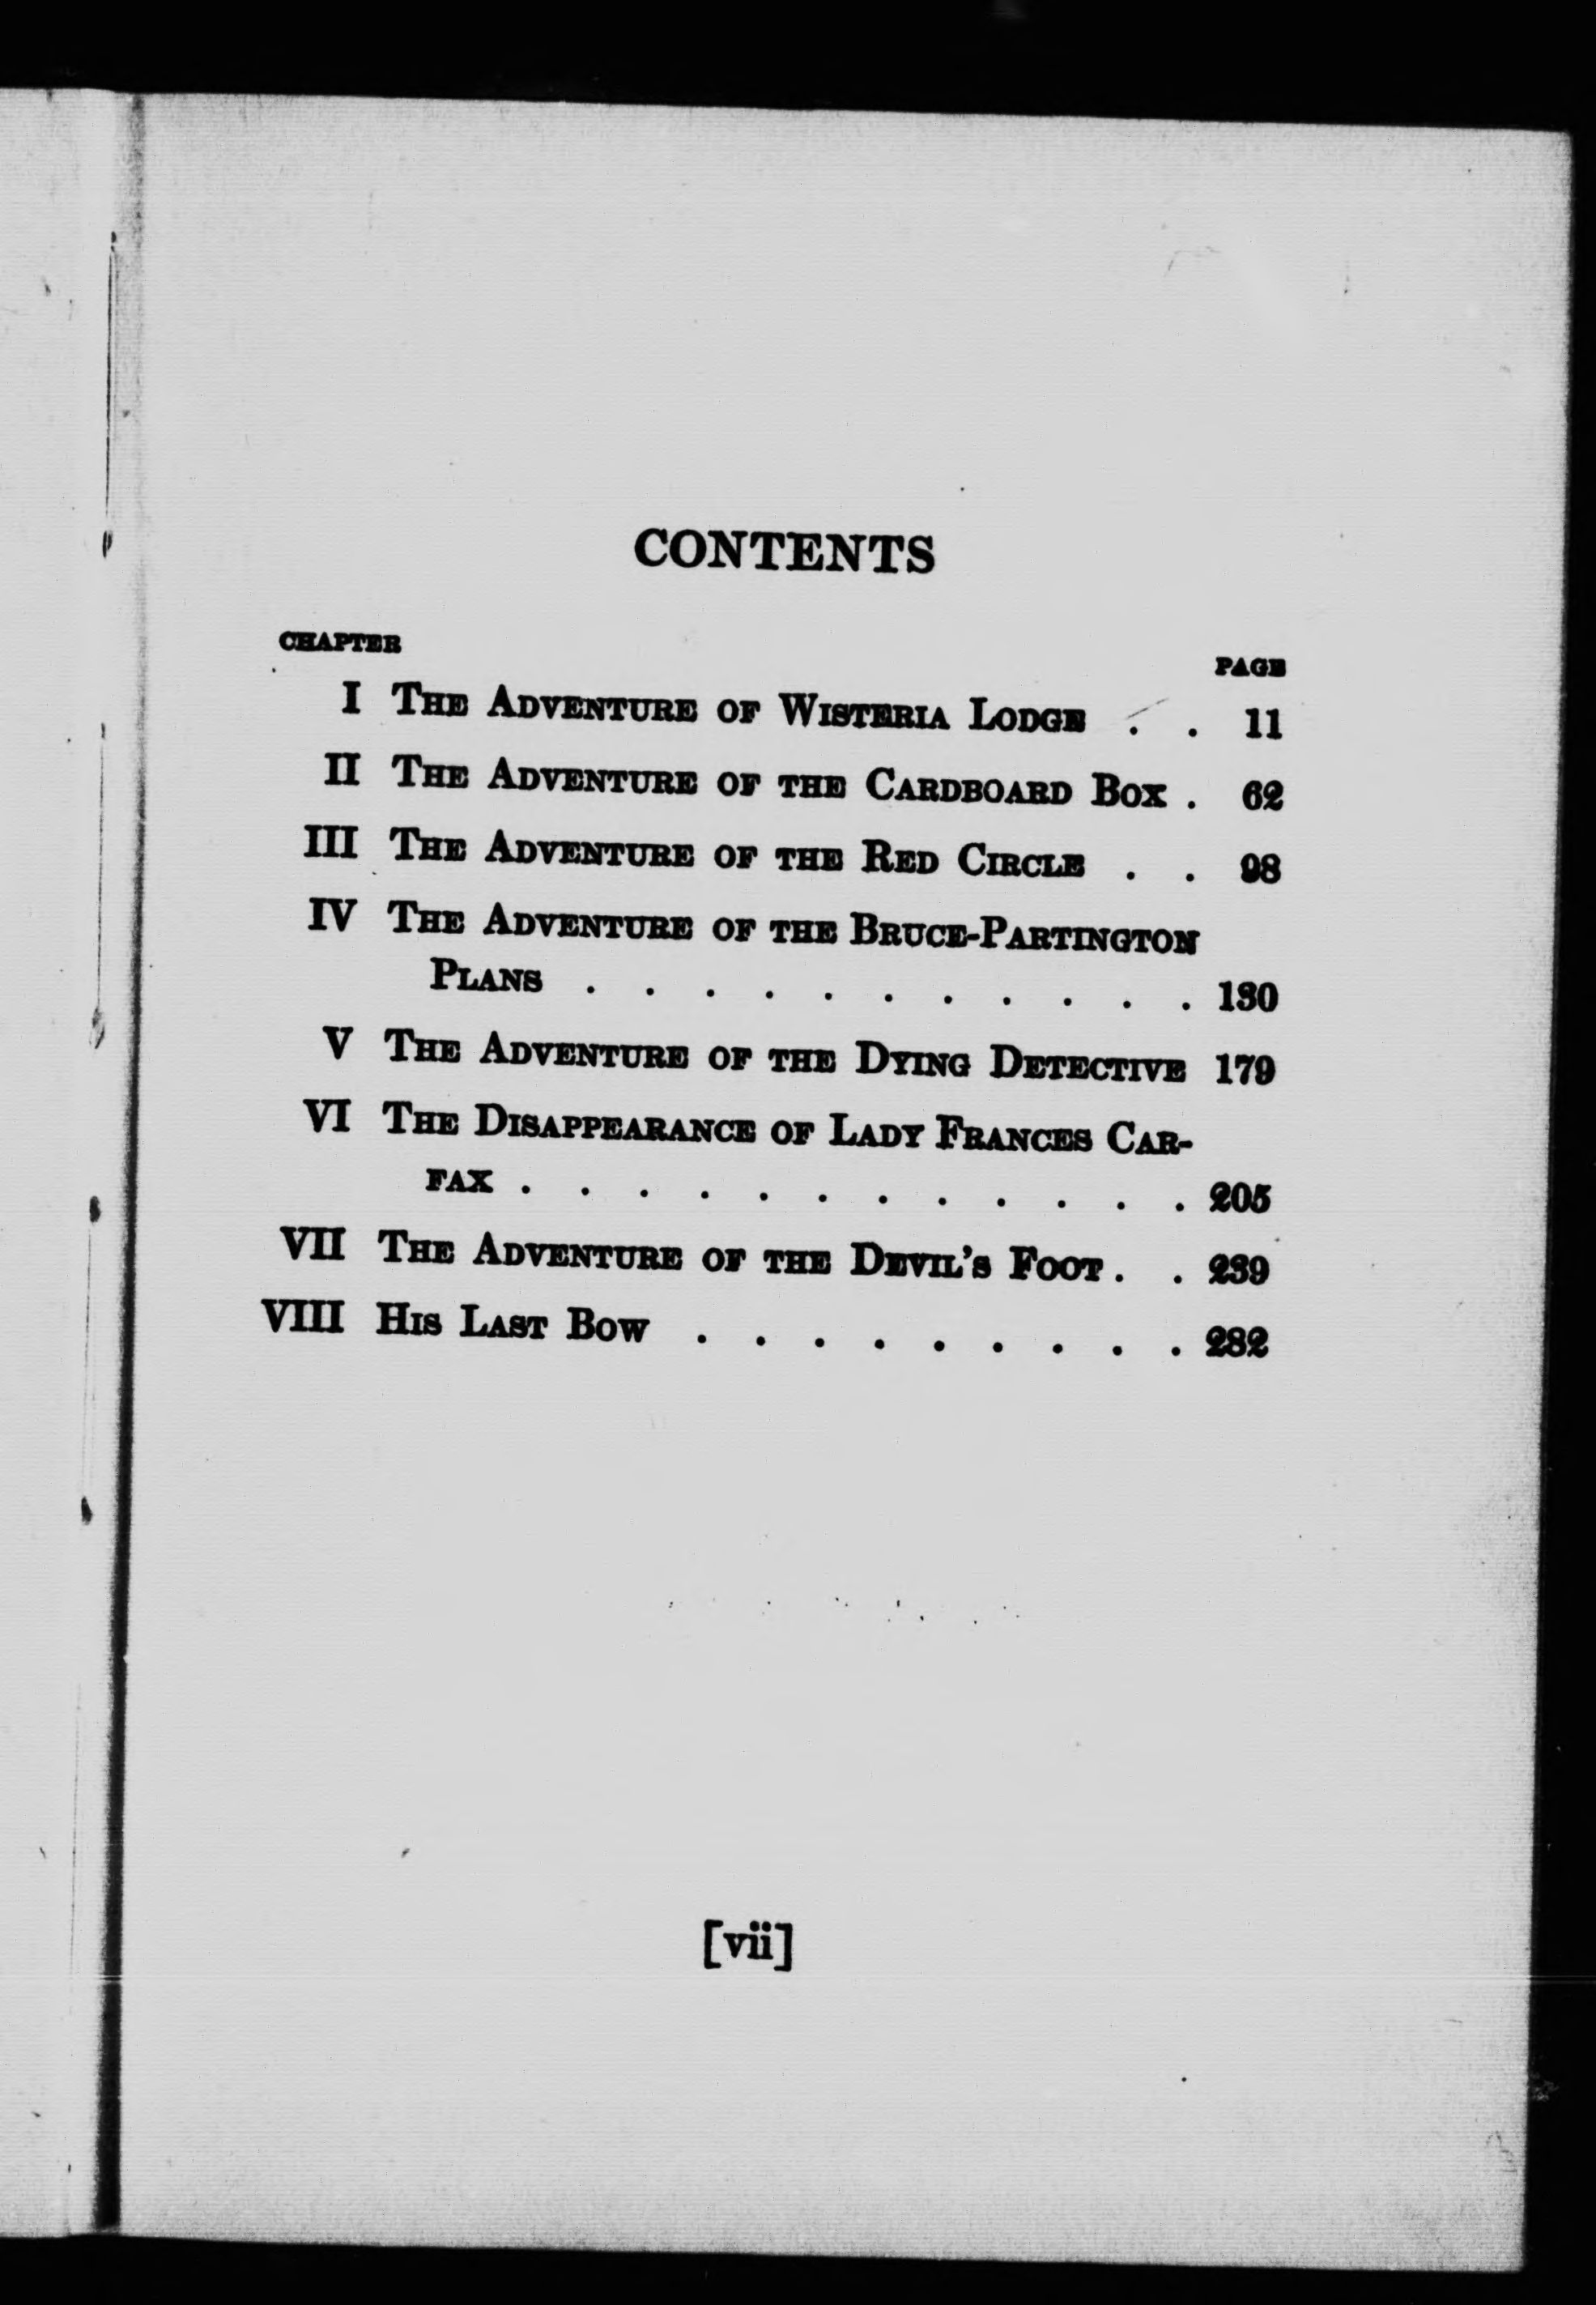 CONTENTS
CHAPTER PAGE
I THE ADVENTURE OF WISTERIA LODGE . . 11
II THE ADVENTURE OF THE CARDBOARD BOX . 62
III THE ADVENTURE OF THE RED CIRCLE . . 98
IV THE ADVENTURE OF THE BRUCE-PARTINGTON
PLANS . . . . . . . . . . . 130
V THE ADVENTURE OF THE DYING DETECTIVE 179
VI THE DISAPPEARANCE OF LADY FRANCES CAR-
FAX . . . . . . . . . . . . 205
VII THE ADVENTURE OF THE DEVIL'S FOOT . . 239
VIII HIS LAST BOW . . . . . . . . . 282
[vii]